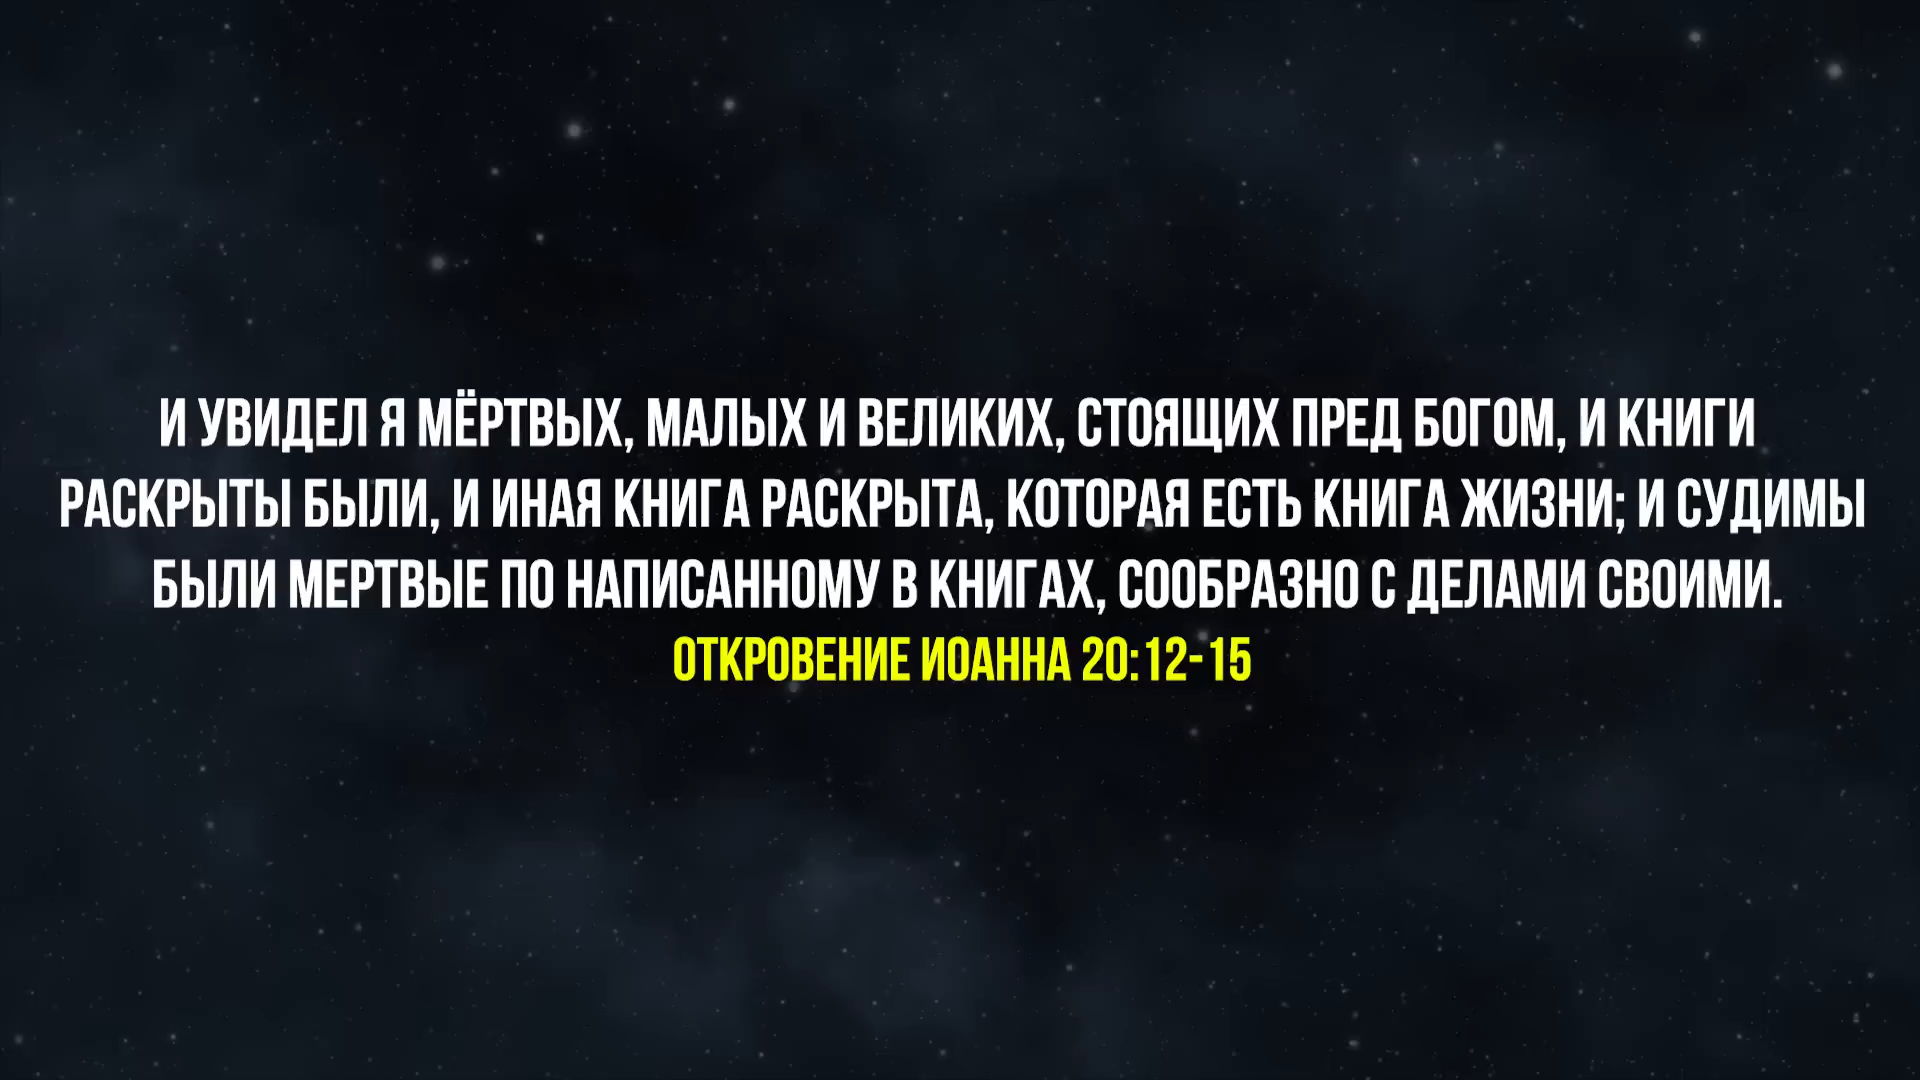 И УВИДЕЛ Я МЁРТВЫХ, МАЛЫХ И ВЕЛИКИХ, СТОЯЩИХ ПРЕД БОГОМ, И КНИГИ
РАСКРЫТЫ БЫЛИ, И ИНАЯ КНИГА РАСКРЫТА, КОТОРАЯ ЕСТЬ КНИГА ЖИЗНИ; И СУДИМЫ
БЫЛИ МЕРТВЫЕ ПО НАПИСАННОМУ В КНИГАХ, СООБРАЗНО С ДЕЛАМИ СВОИМИ.
ОТКРОВЕНИЕ ИОАННА 20:12-15